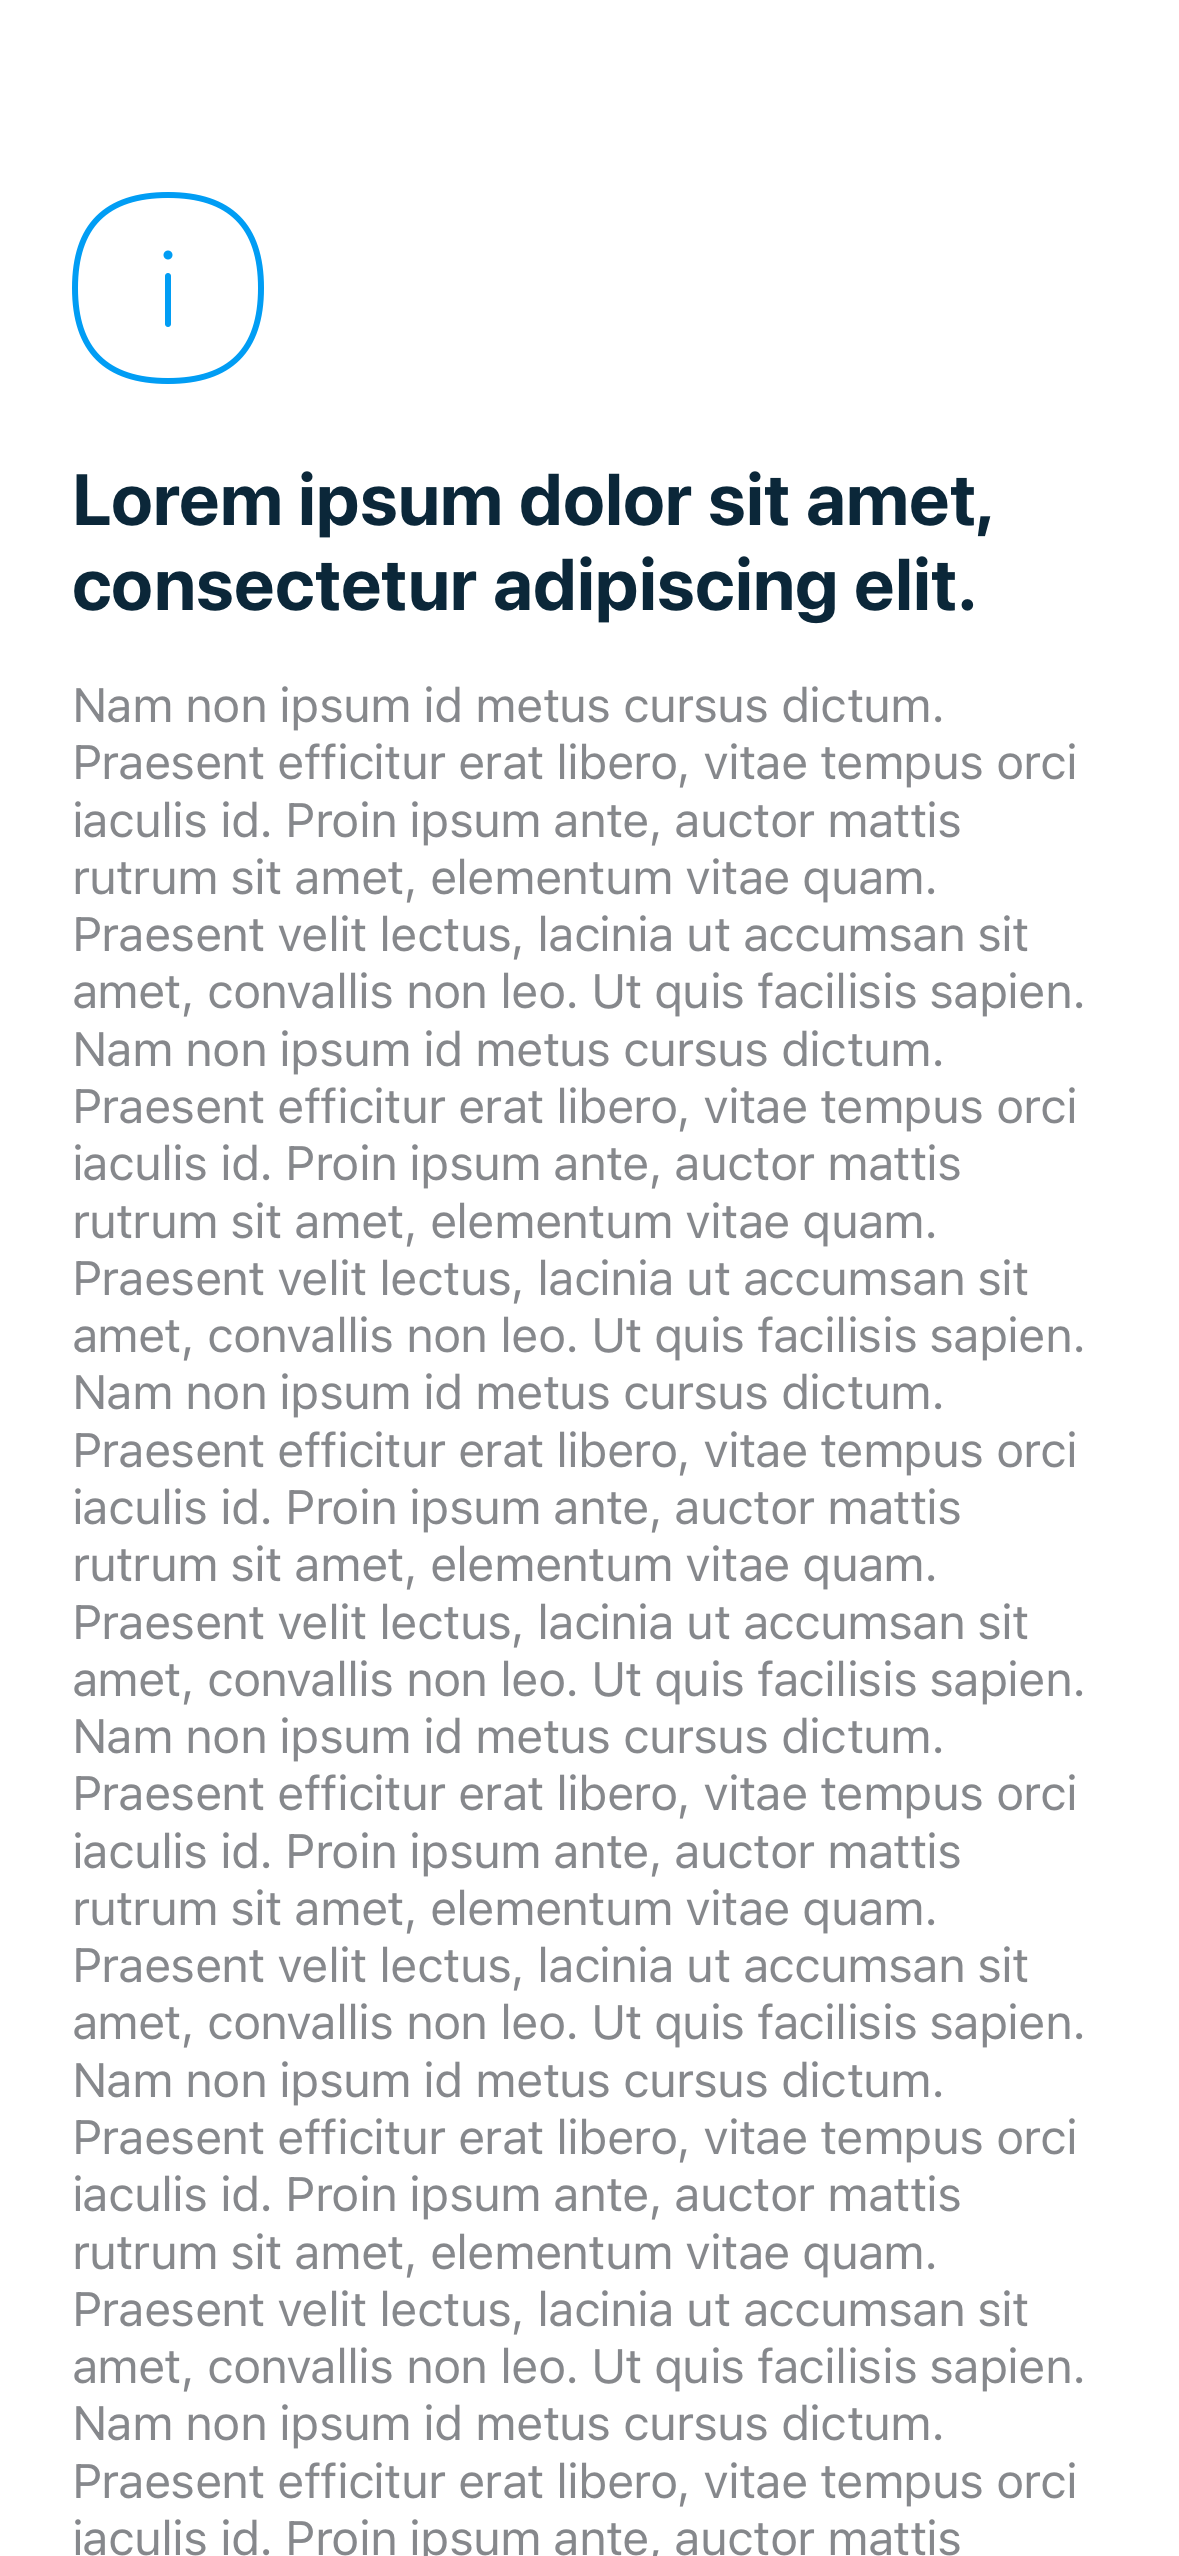 Lorem ipsum dolor sit amet,
consectetur adipiscing elit.
Nam non ipsum id metus cursus dictum.
Praesent efficitur erat libero, vitae tempus orci
iaculis id. Proin ipsum ante, auctor mattis
rutrum sit amet, elementum vitae quam.
Praesent velit lectus, lacinia ut accumsan sit
amet, convallis non leo. Ut quis facilisis sapien.
Nam non ipsum id metus cursus dictum.
Praesent efficitur erat libero, vitae tempus orci
iaculis id. Proin ipsum ante, auctor mattis
rutrum sit amet, elementum vitae quam.
Praesent velit lectus, lacinia ut accumsan sit
amet, convallis non leo. Ut quis facilisis sapien.
Nam non ipsum id metus cursus dictum.
Praesent efficitur erat libero, vitae tempus orci
iaculis id. Proin ipsum ante, auctor mattis
rutrum sit amet, elementum vitae quam.
Praesent velit lectus, lacinia ut accumsan sit
amet, convallis non leo. Ut quis facilisis sapien.
Nam non ipsum id metus cursus dictum.
Praesent efficitur erat libero, vitae tempus orci
iaculis id. Proin ipsum ante, auctor mattis
rutrum sit amet, elementum vitae quam.
Praesent velit lectus, lacinia ut accumsan sit
amet, convallis non leo. Ut quis facilisis sapien.
Nam non ipsum id metus cursus dictum.
Praesent efficitur erat libero, vitae tempus orci
iaculis id. Proin ipsum ante, auctor mattis
rutrum sit amet, elementum vitae quam.
Praesent velit lectus, lacinia ut accumsan sit
amet, convallis non leo. Ut quis facilisis sapien.
Nam non ipsum id metus cursus dictum.
Praesent efficitur erat libero, vitae tempus orci
iaculis id. Proin ipsum ante, auctor mattis